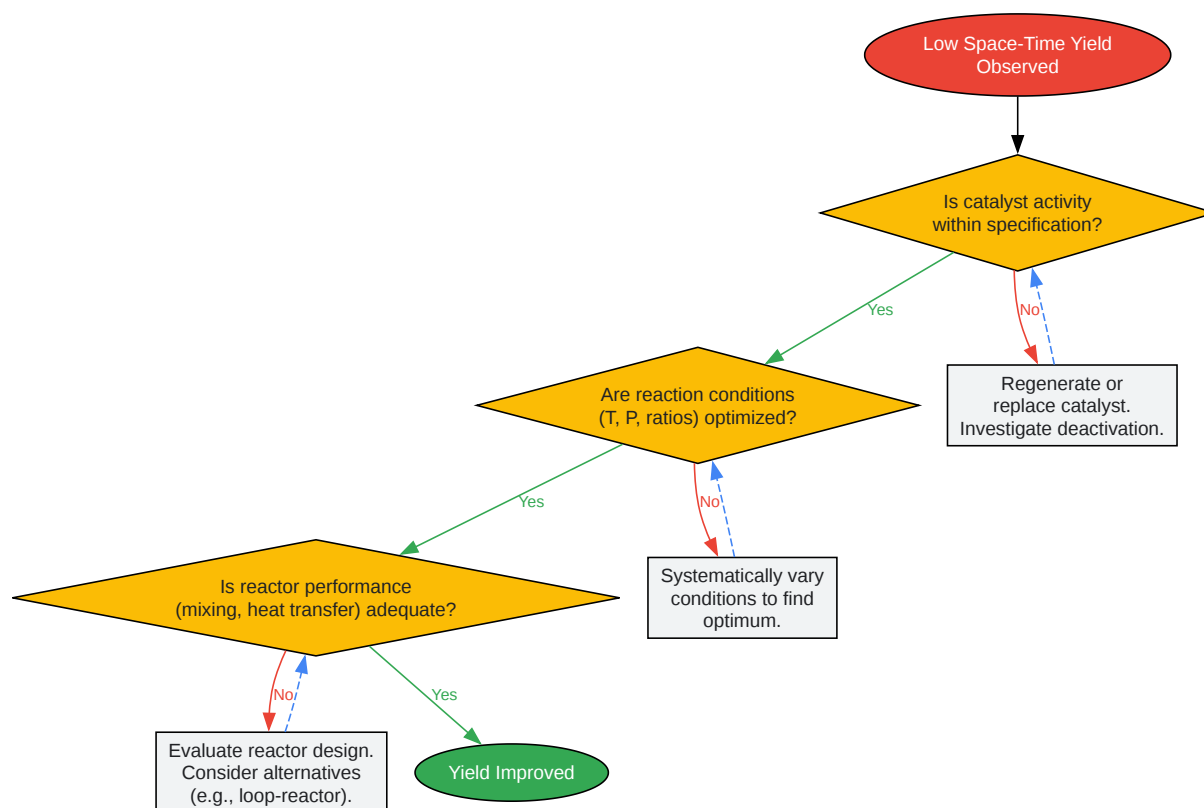 Low Space-Time Yield
Observed
Is catalyst activity
within specification?
Yes
No
Regenerate or
replace catalyst.
Investigate deactivation.
Are reaction conditions
(T, P, ratios) optimized?
Yes
No
Systematically vary
conditions to find
optimum.
Is reactor performance
(mixing, heat transfer) adequate?
No
Yes
Evaluate reactor design.
Consider alternatives
(e.g., loop-reactor).
Yield Improved